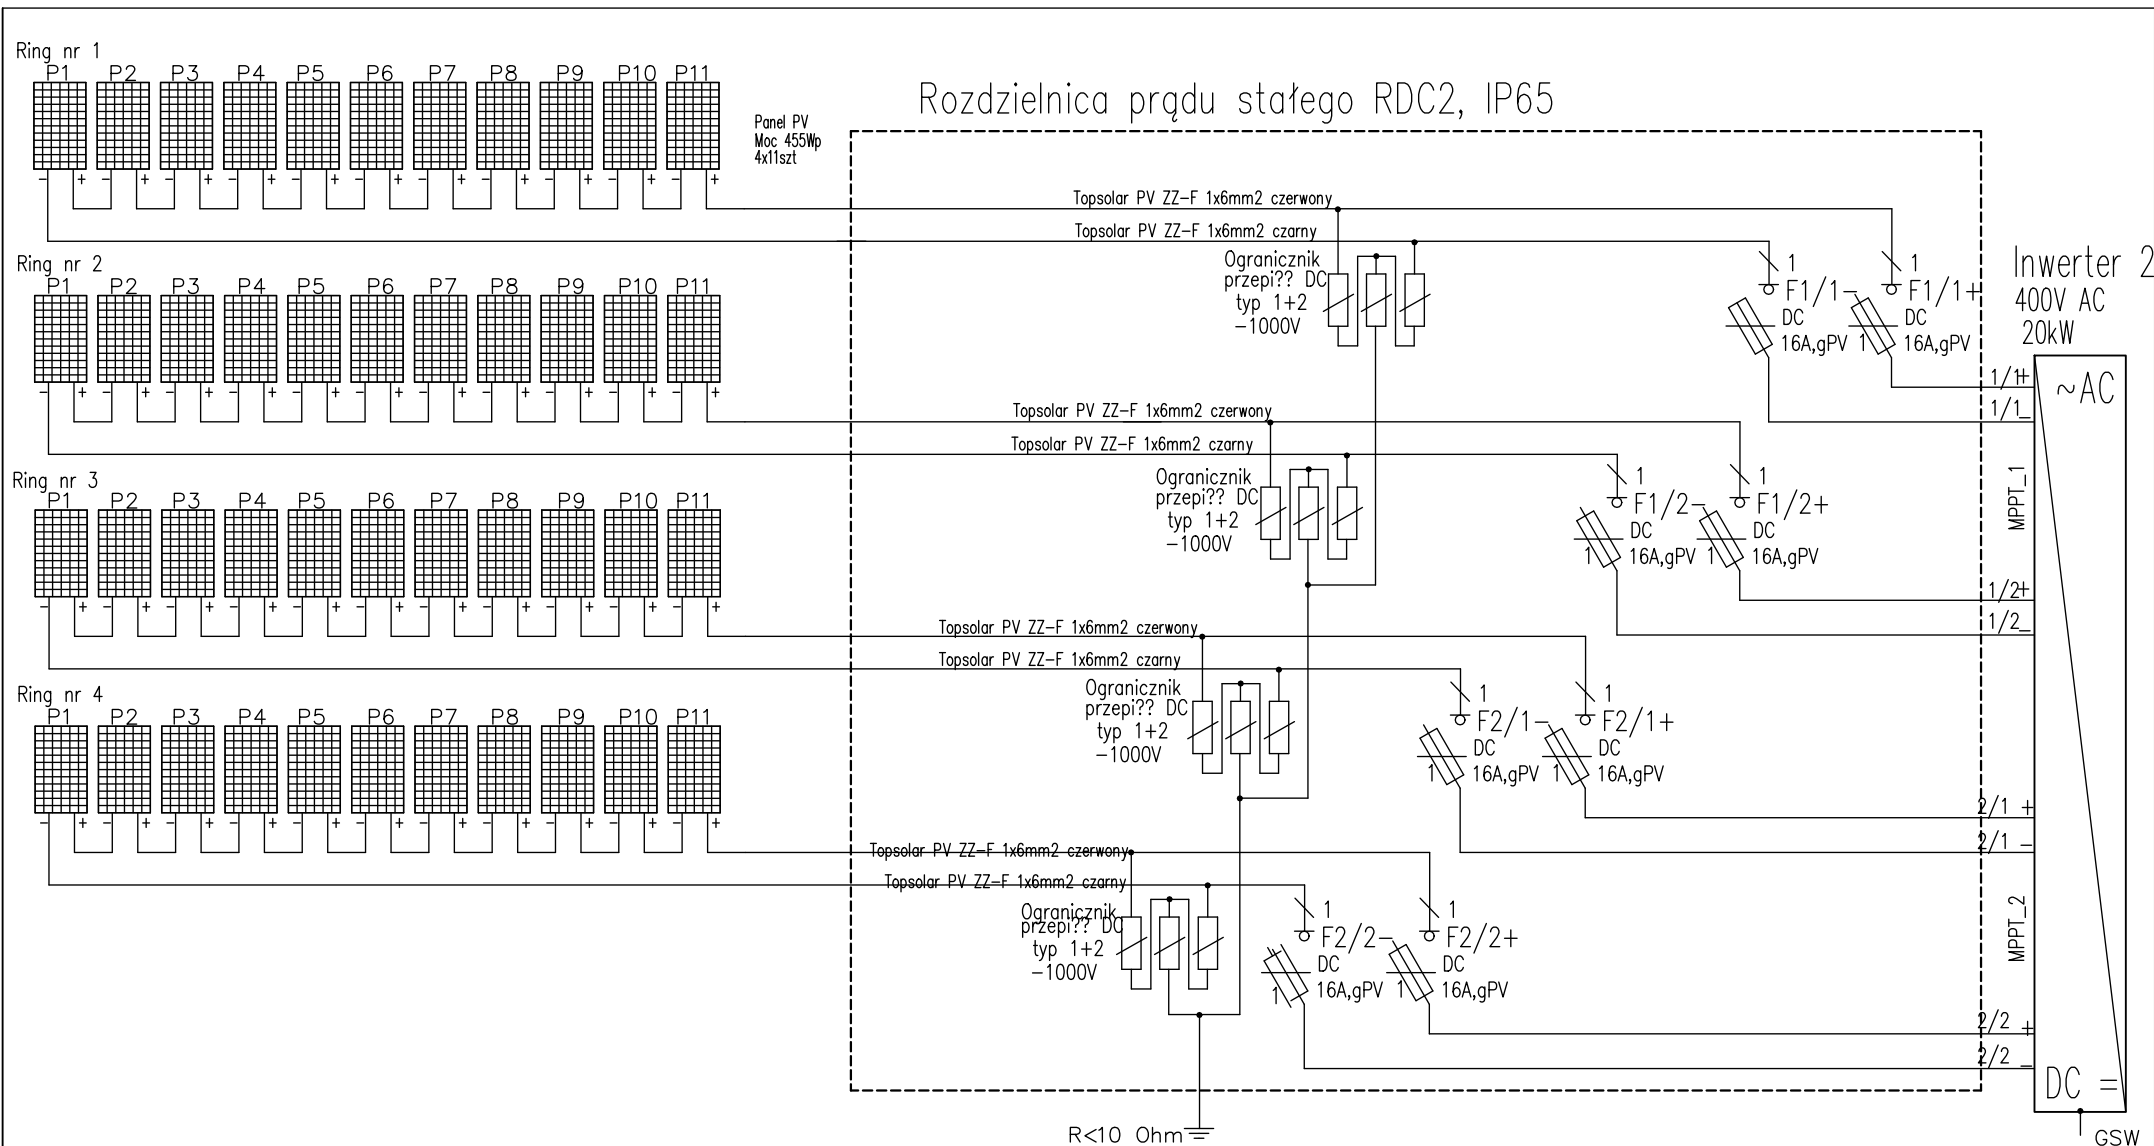 Ring nr 1
P1 P2 P3 P4 P5 P6 P7 P8 P9 P10 P11
- + - + - + - + - + - + - + - + - + - + - +
Panel PV
Moc 455Wp
4x11szt
Rozdzielnica prądu stałego RDC2, IP65
Topsolar PV ZZ-F 1x6mm2 czerwony
Topsolar PV ZZ-F 1x6mm2 czarny
Ogranicznik
przepi?? DC
typ 1+2
-1000V
1
F1/1-
DC
16A,gPV
1
F1/1+
DC
16A,gPV
1
Inwerter 2
400V AC
20kW
1/1+
1/1_
~AC
Ring nr 2
P1 P2 P3 P4 P5 P6 P7 P8 P9 P10 P11
- + - + - + - + - + - + - + - + - + - + - +
Topsolar PV ZZ-F 1x6mm2 czerwony
Topsolar PV ZZ-F 1x6mm2 czarny
Ogranicznik
przepi?? DC
typ 1+2
-1000V
1
F1/2-
DC
16A,gPV
1
1
F1/2+
DC
16A,gPV
1
MPPT_1
1/2+
1/2_
Ring nr 3
P1 P2 P3 P4 P5 P6 P7 P8 P9 P10 P11
- + - + - + - + - + - + - + - + - + - + - +
Topsolar PV ZZ-F 1x6mm2 czerwony
Topsolar PV ZZ-F 1x6mm2 czarny
Ogranicznik
przepi?? DC
typ 1+2
-1000V
1
F2/1-
DC
16A,gPV
1
1
F2/1+
DC
16A,gPV
1
2/1 +
2/1 -
Ring nr 4
P1 P2 P3 P4 P5 P6 P7 P8 P9 P10 P11
- + - + - + - + - + - + - + - + - + - + - +
Topsolar PV ZZ-F 1x6mm2 czerwony
Topsolar PV ZZ-F 1x6mm2 czarny
Ogranicznik
przepi?? DC
typ 1+2
-1000V
1
F2/2-
DC
16A,gPV
1
1
F2/2+
DC
16A,gPV
1
MPPT_2
2/2 +
2/2 -
DC =
R<10 Ohm
GSW